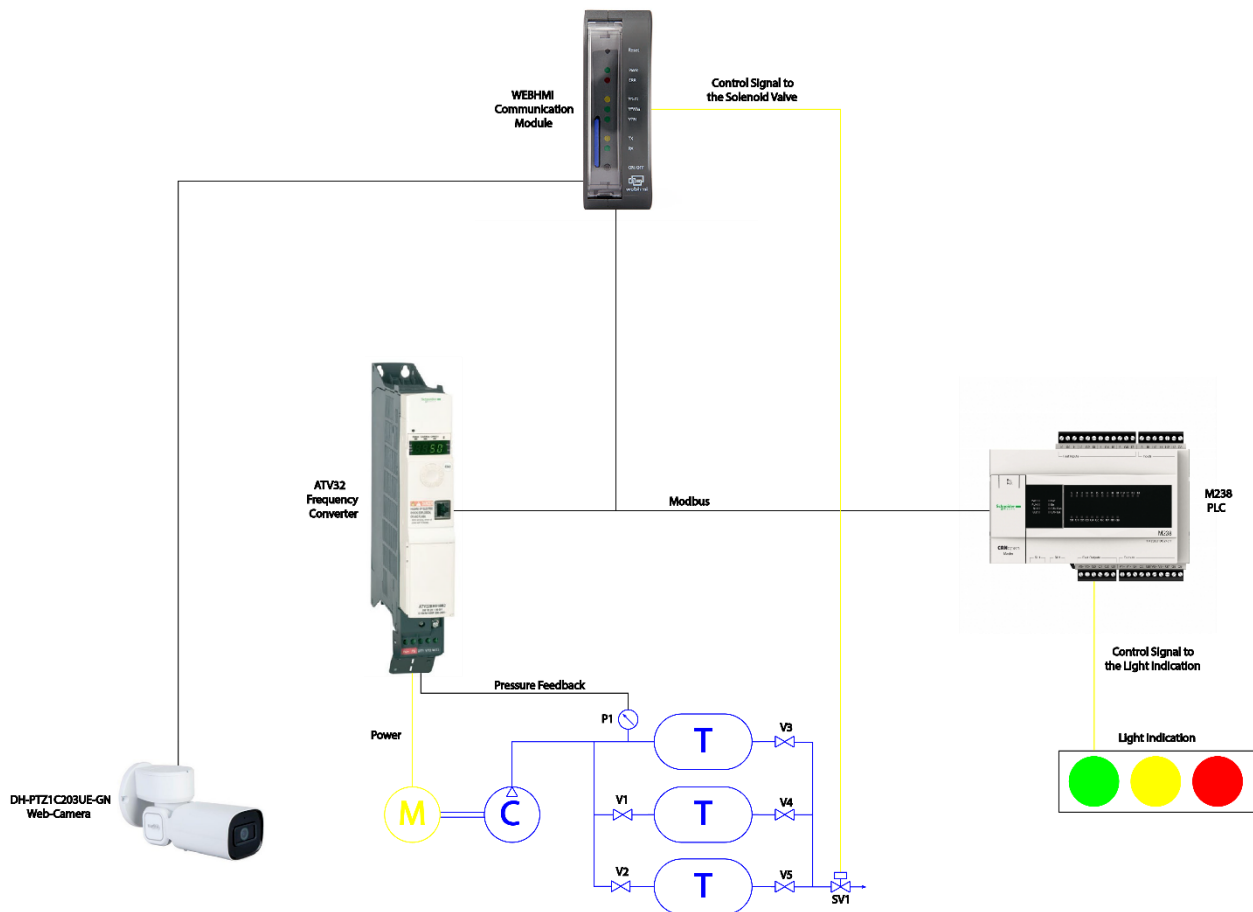 WEBHMI
Communication
Module
Control Signal to
the Solenoid Valve
webhmi
ATV32
Frequency
Converter
Modbus
M238
PLC
M238
Pressure Feedback
Control Signal to
the Light Indication
P1
V3
Power
T
Light Indication
DH-PTZ1C203UE-GN
Web-Camera
M
C
V1
V4
T
V2
V5
T
SV1